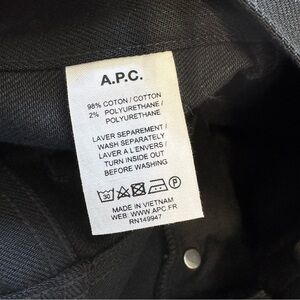 A.P.C.
98% COTON / COTTON
2% POLYURETHANE /
POLYURETHANE
LAVER SEPAREMENT /
WASH SEPARATELY
LAVER A L'ENVERS /
TURN INSIDE OUT
BEFORE WASHING
30 P
MADE IN VIETNAM
WEB: WWW.APC.FR
RN149947